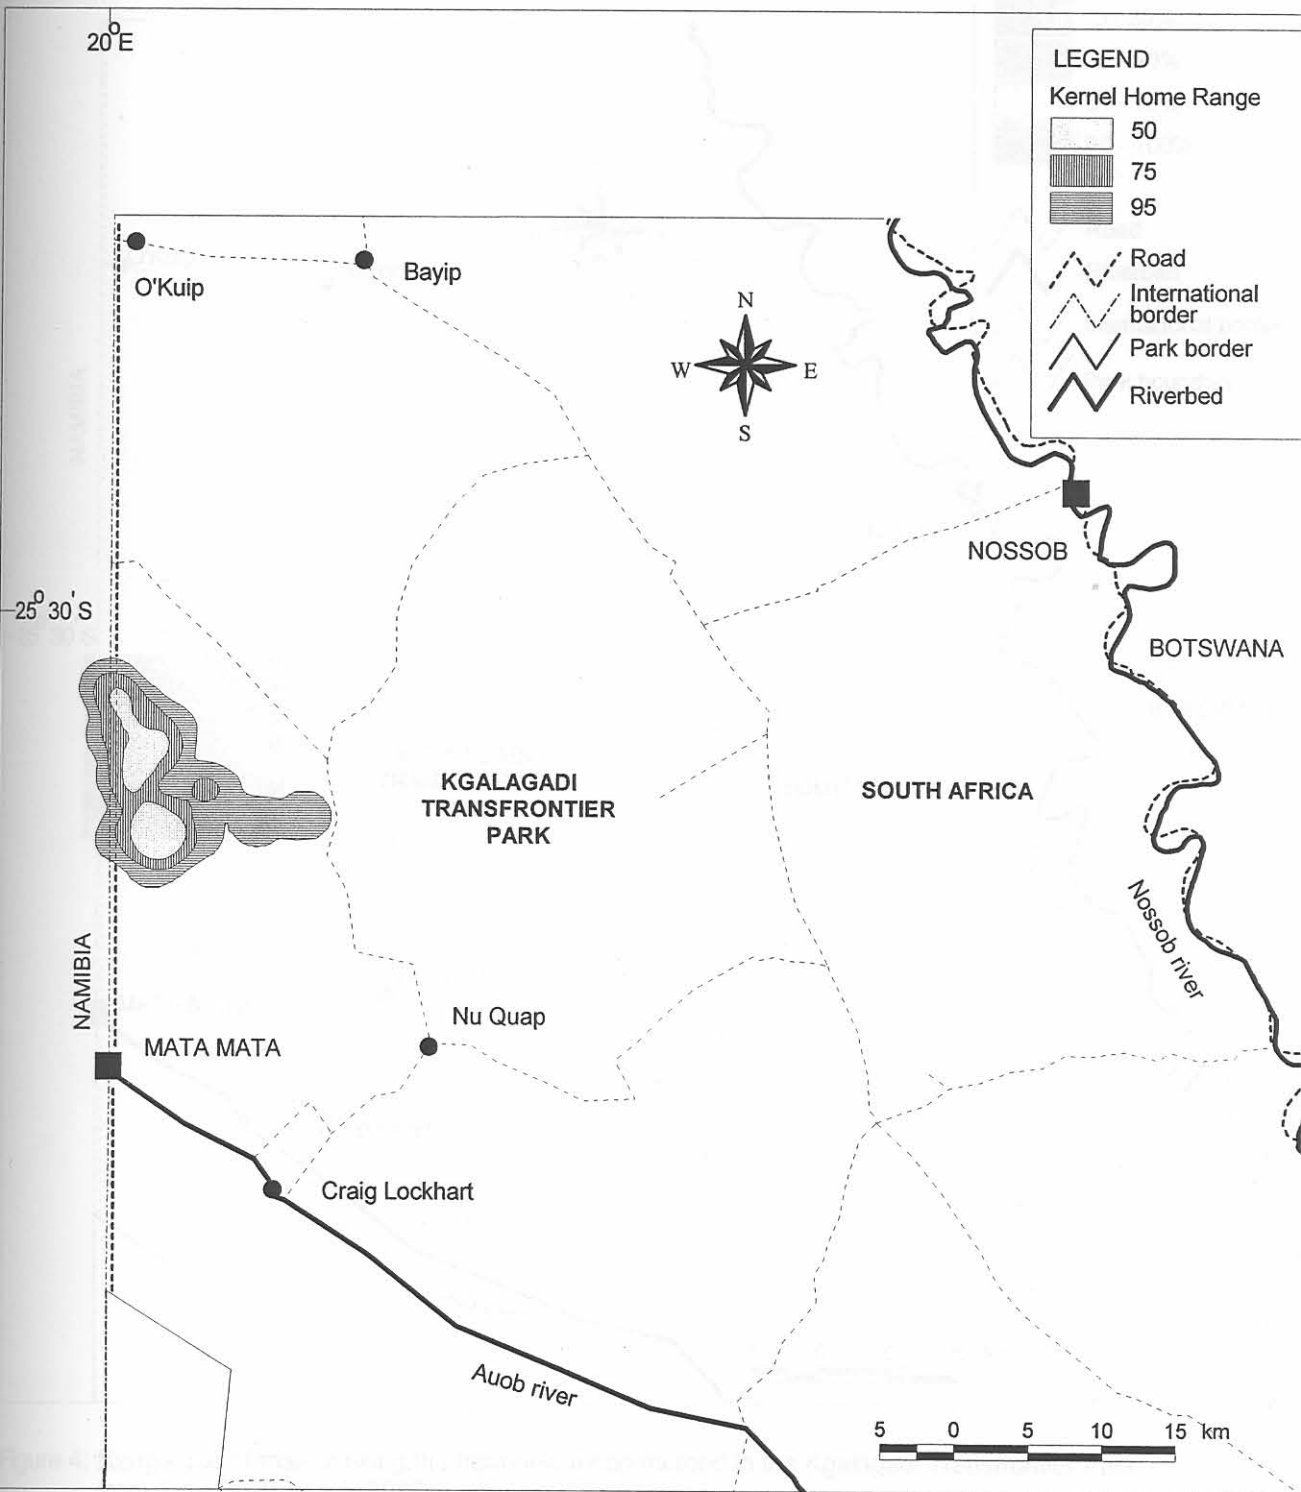 20°E
LEGEND
Kernel Home Range
50
75
95
Road
International
border
Park border
Riverbed
O'Kuip
Bayip
N
W
E
S
NOSSOB
25° 30' S
BOTSWANA
KGALAGADI
TRANSFRONTIER
PARK
SOUTH AFRICA
Nossob river
NAMIBIA
Nu Quap
MATA MATA
Craig Lockhart
Auob river
5 0 5 10 15 km